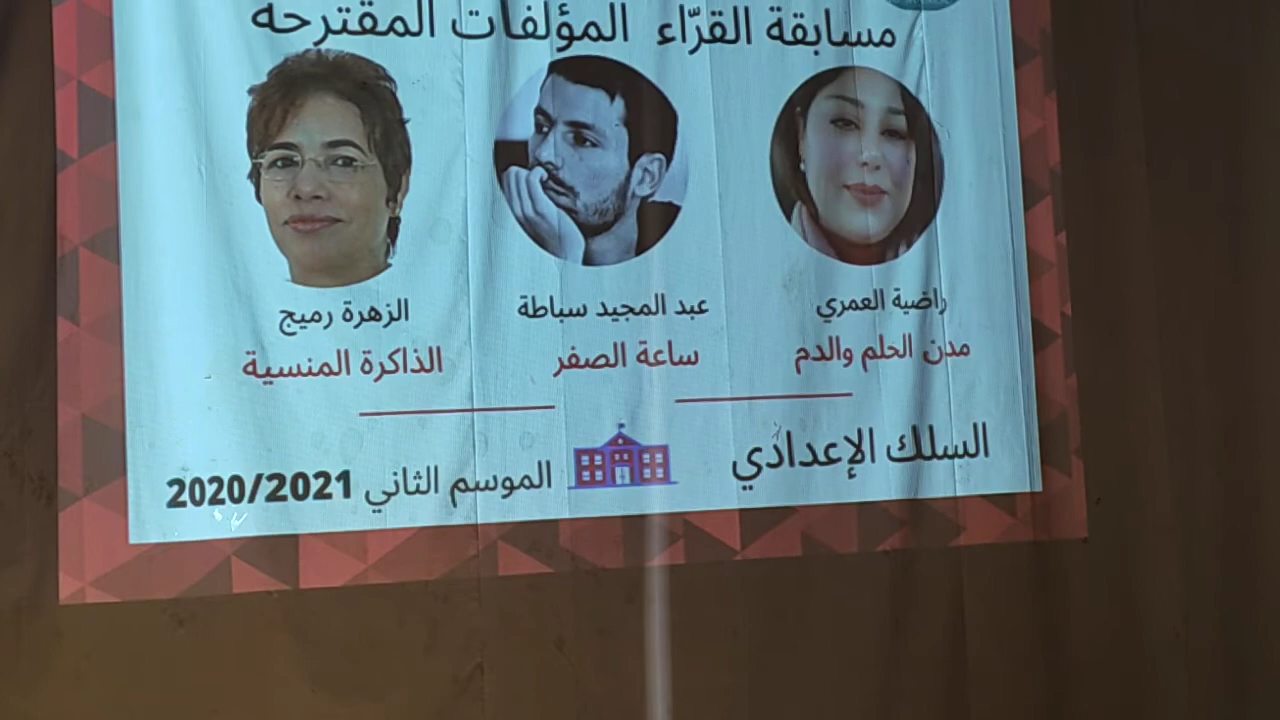 مسابقة القرّاء المؤلفات المقترحة
راضية العمري
مدن الحلم والدم
عبد المجيد سباطة
ساعة الصفر
الزهرة رميج
الذاكرة المنسية
السلك الإعدادي
الموسم الثاني 2020/2021